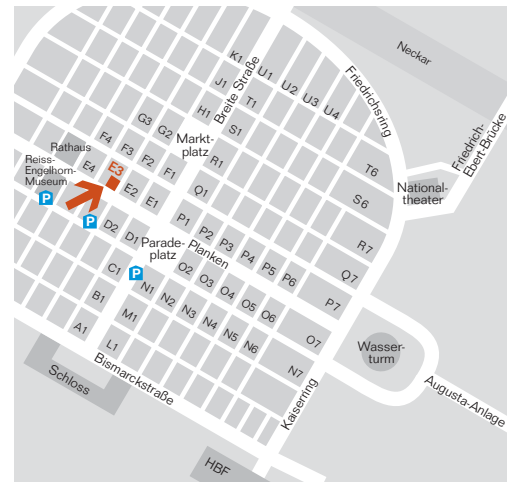 Neckar
K1
U1
U2
U3
U4
Friedrichsring
Breite Straße
J1
T1
H1
S1
G3
G2
Markt-
platz
R1
Q1
Friedrich-
Ebert-Brücke
Rathaus
Reiss-
Engelhorn-
Museum
F4
F3
F2
F1
E4
E3
E2
E1
T6
S6
National-
theater
P
P
D2
D1
Parade-
platz
Planken
P1
P2
P3
P4
P5
P6
R7
Q7
P7
C1
P
B1
A1
O2
O3
O4
O5
O6
O7
N1
N2
N3
N4
N5
N6
N7
M1
L1
Wasser-
turm
Schloss
Bismarckstraße
Kaiserring
Augusta-Anlage
HBF